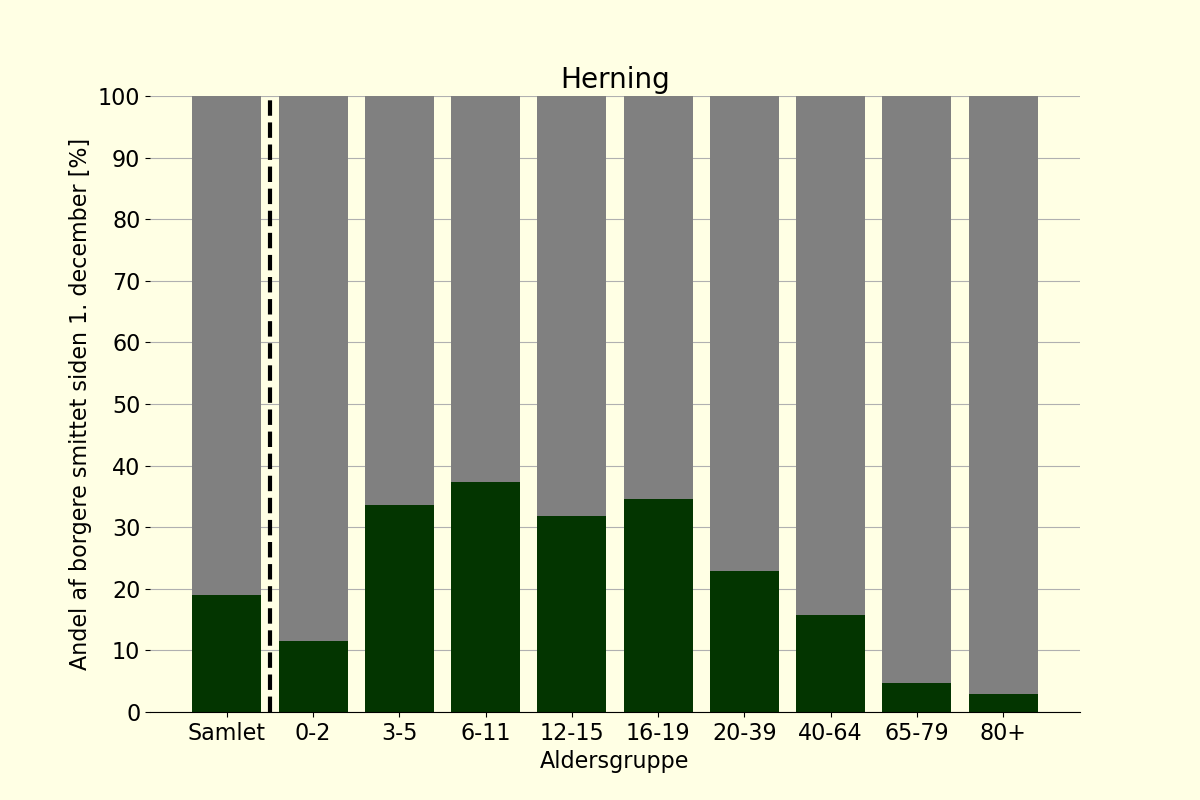 Herning
Andel af borgere smittet siden 1. december [%]
100
90
80
70
60
50
40
30
20
10
0
Samlet 0-2 3-5 6-11 12-15 16-19 20-39 40-64 65-79 80+
Aldersgruppe